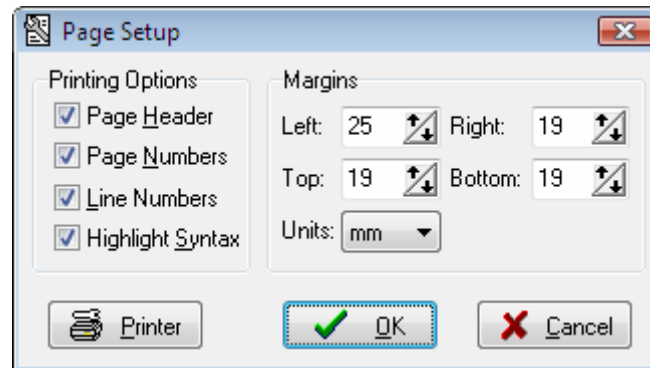 Page Setup
Printing Options
Page Header
Page Numbers
Line Numbers
Highlight Syntax
Margins
Left: 25 Right: 19
Top: 19 Bottom: 19
Units: mm
Printer OK Cancel